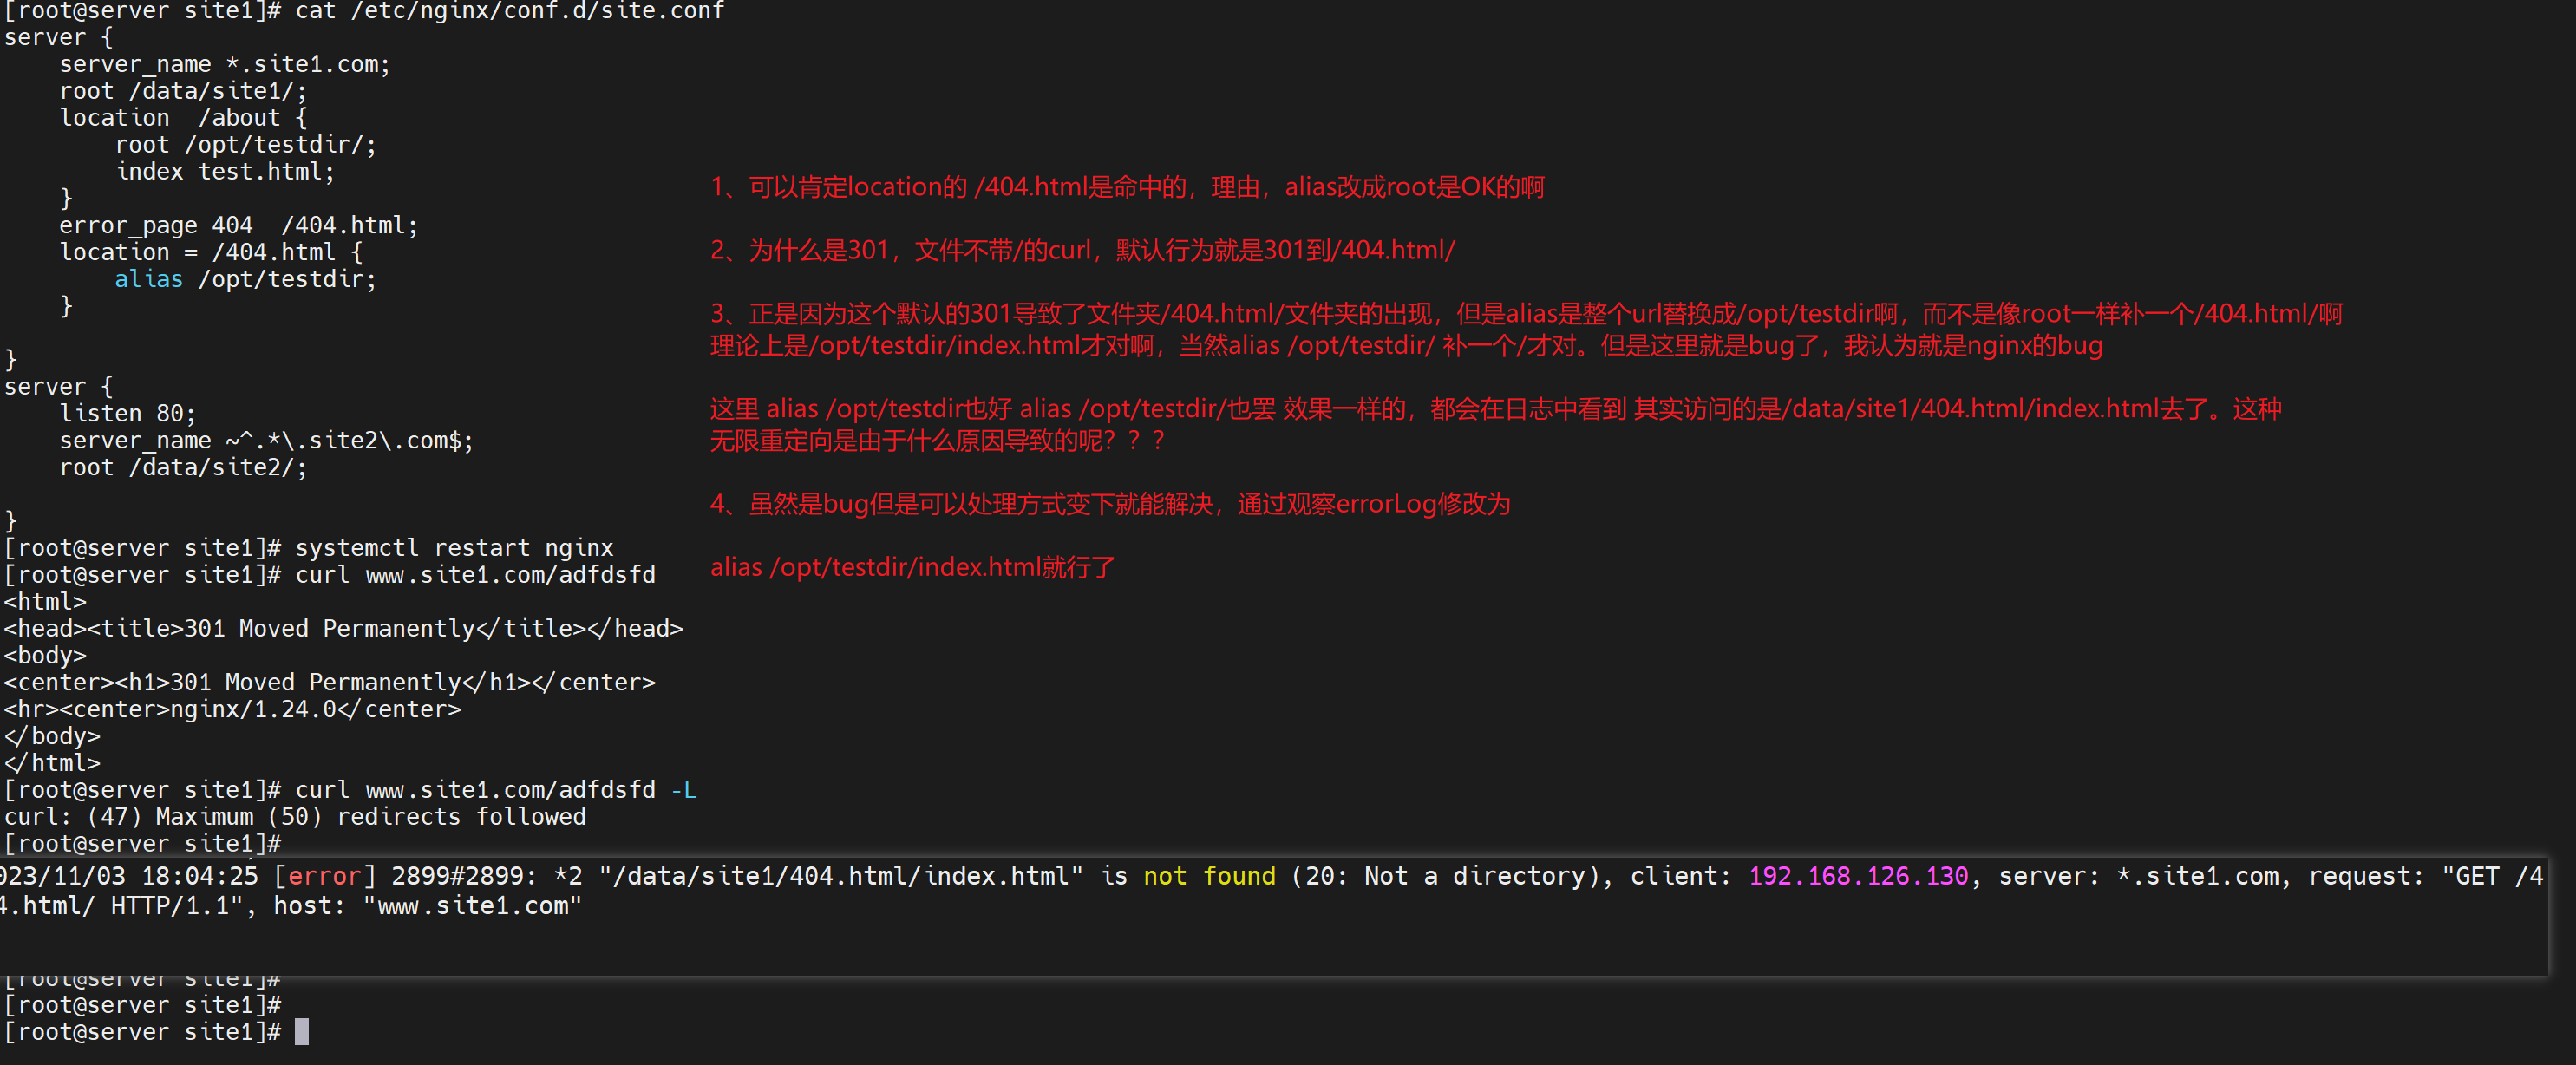 [root@server site1]# cat /etc/nginx/conf.d/site.conf
server {
    server_name *.site1.com;
    root /data/site1/;
    location  /about {
        root /opt/testdir/;
        index test.html;
    }
    error_page 404  /404.html;
    location = /404.html {
        alias /opt/testdir;
    }
}
server {
    listen 80;
    server_name ~^.*\.site2\.com$;
    root /data/site2/;
}
[root@server site1]# systemctl restart nginx
[root@server site1]# curl www.site1.com/adfdsfd
<html>
<head><title>301 Moved Permanently</title></head>
<body>
<center><h1>301 Moved Permanently</h1></center>
<hr><center>nginx/1.24.0</center>
</body>
</html>
[root@server site1]# curl www.site1.com/adfdsfd -L
curl: (47) Maximum (50) redirects followed
[root@server site1]#
1、可以肯定location的 /404.html是命中的，理由，alias改成root是OK的啊
2、为什么是301，文件不带/的curl，默认行为就是301到/404.html/
3、正是因为这个默认的301导致了文件夹/404.html/文件夹的出现，但是alias是整个url替换成/opt/testdir啊，而不是像root一样补一个/404.html/啊
理论上是/opt/testdir/index.html才对啊，当然alias /opt/testdir/ 补一个/才对。但是这里就是bug了，我认为就是nginx的bug
这里 alias /opt/testdir也好 alias /opt/testdir/也罢 效果一样的，都会在日志中看到 其实访问的是/data/site1/404.html/index.html去了。这种
无限重定向是由于什么原因导致的呢？？？
4、虽然是bug但是可以处理方式变下就能解决，通过观察errorLog修改为
alias /opt/testdir/index.html就行了
023/11/03 18:04:25 [error] 2899#2899: *2 "/data/site1/404.html/index.html" is not found (20: Not a directory), client: 192.168.126.130, server: *.site1.com, request: "GET /4
4.html/ HTTP/1.1", host: "www.site1.com"
[root@server site1]#
[root@server site1]#
[root@server site1]#